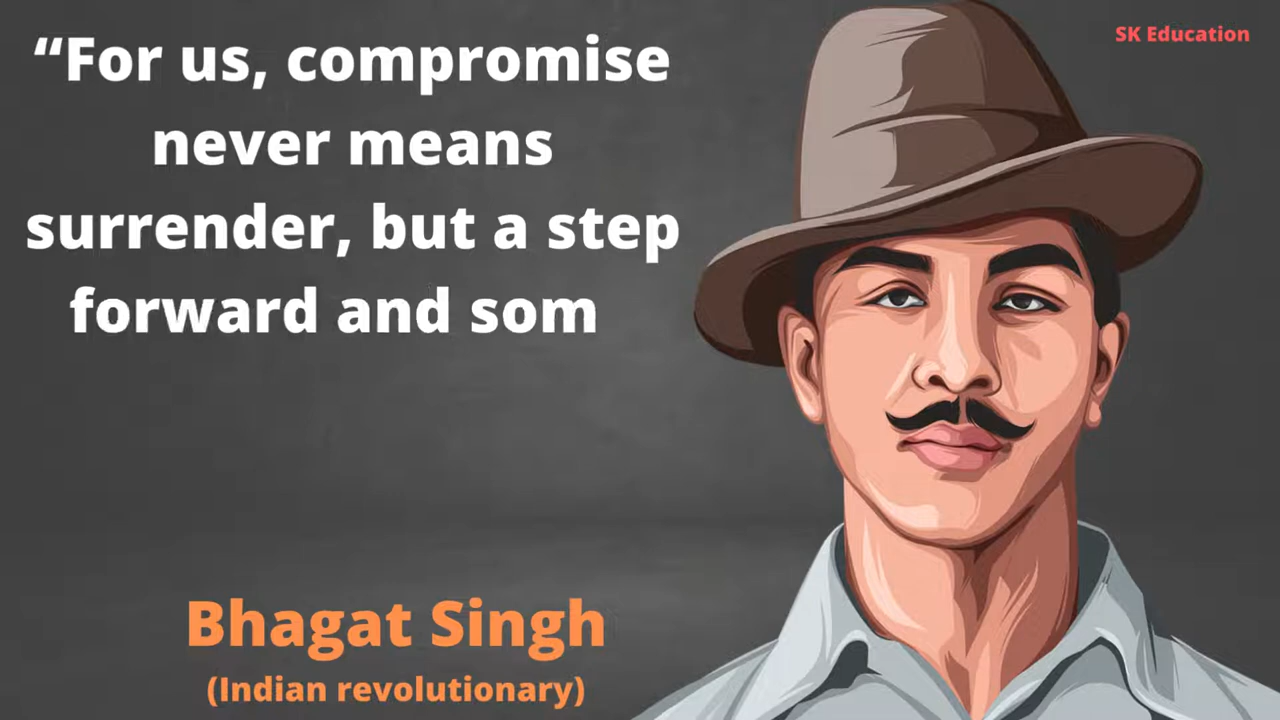 SK Education
“For us, compromise
never means
surrender, but a step
forward and som
Bhagat Singh
(Indian revolutionary)